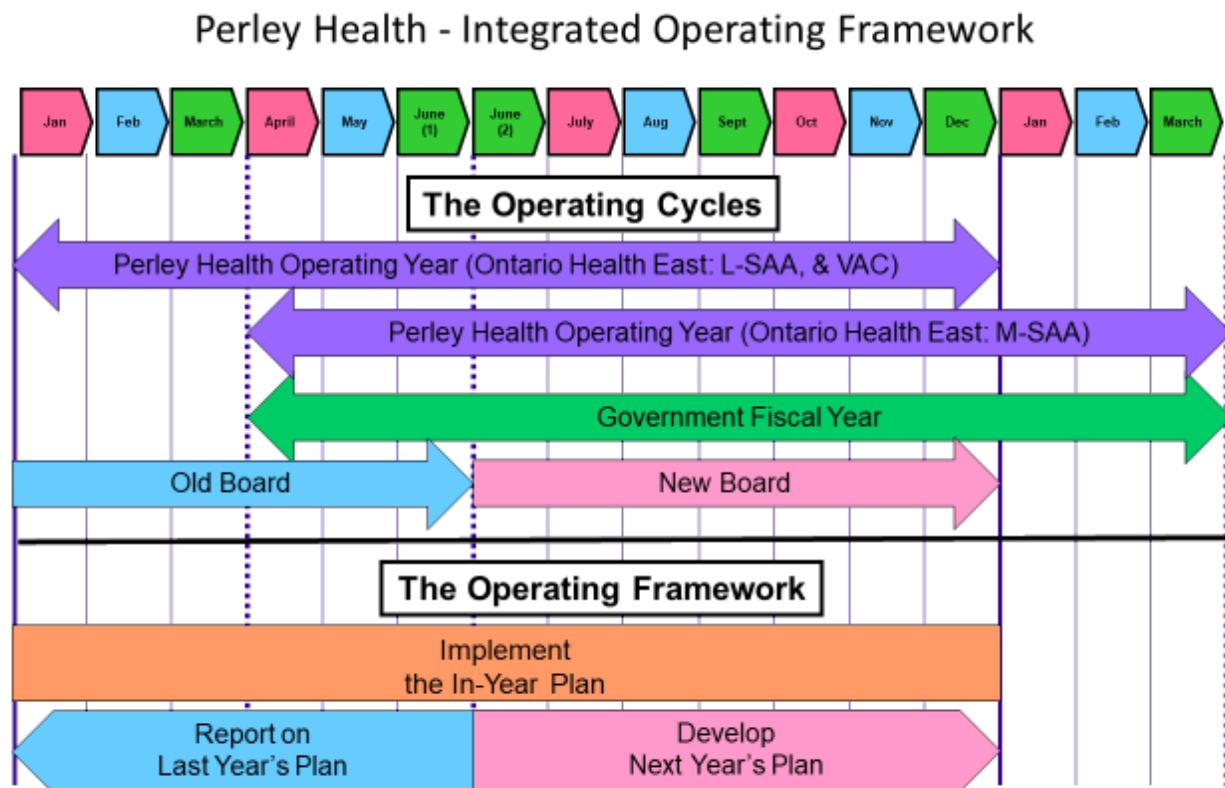 Perley Health - Integrated Operating Framework
Jan
Feb
March
April
May
June
(1)
June
(2)
July
Aug
Sept
Oct
Nov
Dec
Jan
Feb
March
The Operating Cycles
Perley Health Operating Year (Ontario Health East: L-SAA, & VAC)
Perley Health Operating Year (Ontario Health East: M-SAA)
Government Fiscal Year
Old Board
New Board
The Operating Framework
Implement
the In-Year Plan
Report on
Last Year's Plan
Develop
Next Year's Plan